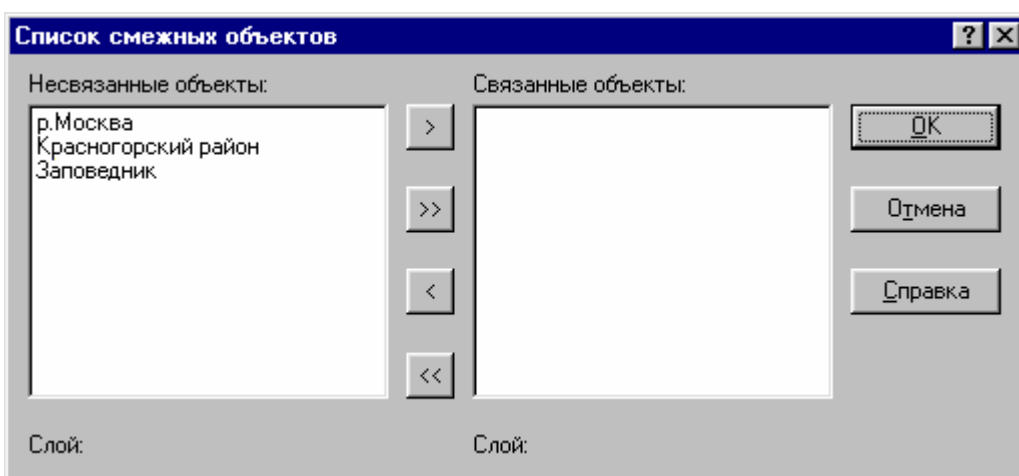 Список смежных объектов
Несвязанные объекты:
Связанные объекты:
р.Москва
Красногорский район
Заповедник
>
>>
<
<<
OK
Отмена
Справка
Слой:
Слой: